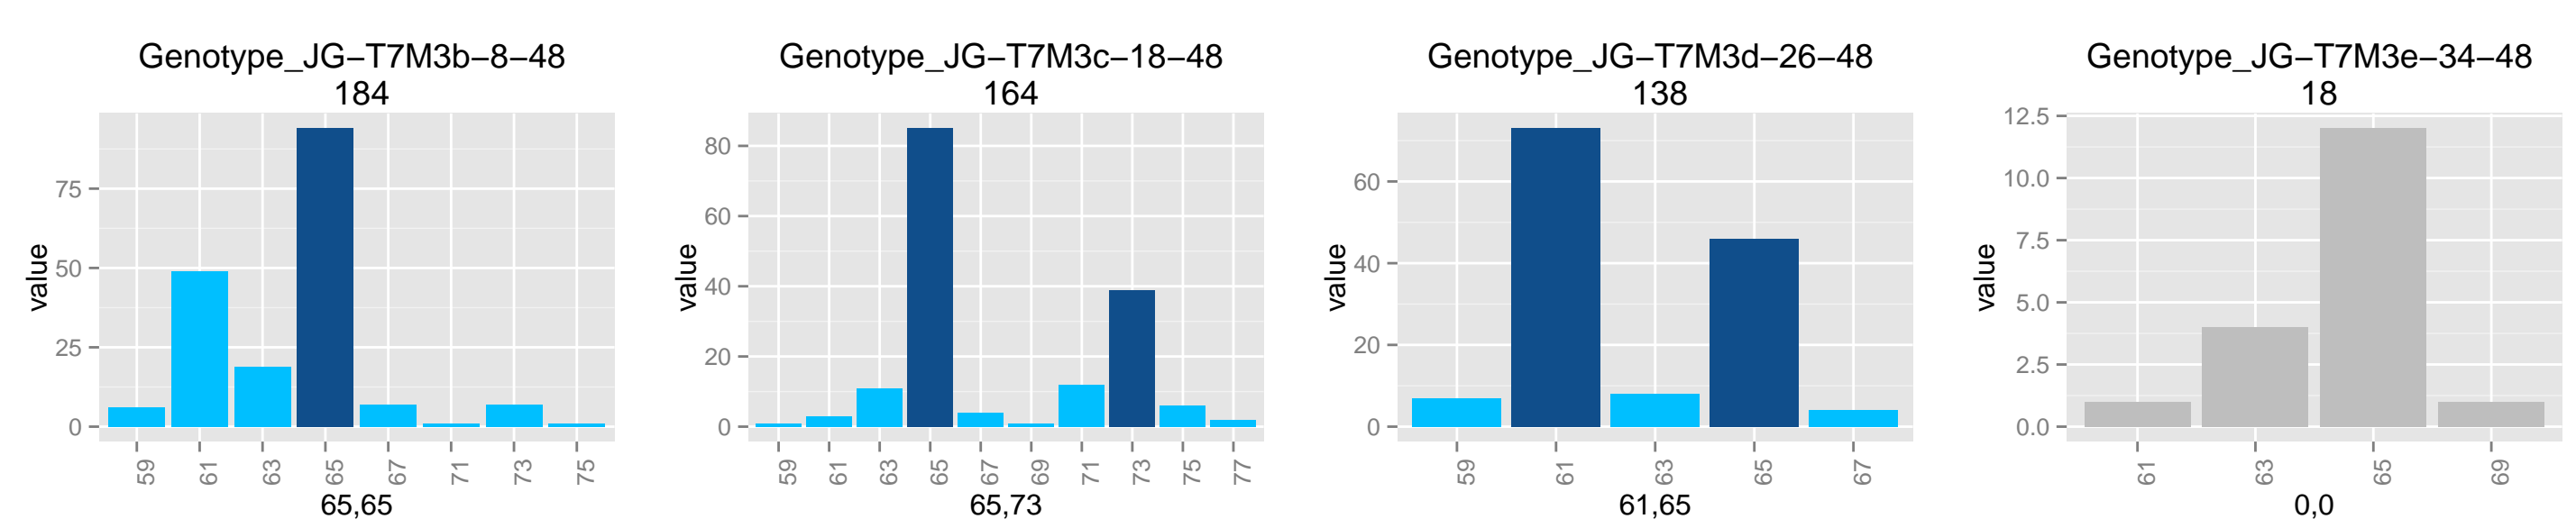 Genotype_JG−T7M3b−8−48
184
value
75
50
25
0
59 61 63 65 67 71 73 75
65,65
Genotype_JG−T7M3c−18−48
164
value
80
60
40
20
0
59 61 63 65 67 69 71 73 75 77
65,73
Genotype_JG−T7M3d−26−48
138
value
60
40
20
0
59 61 63 65 67
61,65
Genotype_JG−T7M3e−34−48
18
value
12.5
10.0
7.5
5.0
2.5
0.0
61 63 65 69
0,0